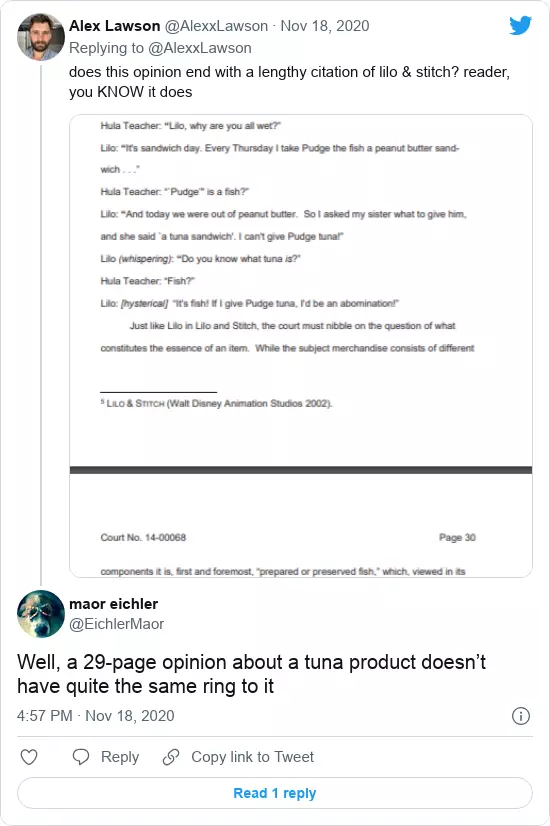 Alex Lawson @AlexxLawson · Nov 18, 2020
Replying to @AlexxLawson
does this opinion end with a lengthy citation of lilo & stitch? reader,
you KNOW it does
Hula Teacher: "Lilo, why are you all wet?"
Lilo: "It's sandwich day. Every Thursday I take Pudge the fish a peanut butter sand-
wich . . ."
Hula Teacher: "`Pudge'" is a fish?"
Lilo: "And today we were out of peanut butter. So I asked my sister what to give him,
and she said `a tuna sandwich'. I can't give Pudge tuna!"
Lilo (whispering): "Do you know what tuna is?"
Hula Teacher: "Fish?"
Lilo: [hysterical] "It's fish! If I give Pudge tuna, I'd be an abomination!"
Just like Lilo in Lilo and Stitch, the court must nibble on the question of what
constitutes the essence of an item. While the subject merchandise consists of different
5 LILO & STITCH (Walt Disney Animation Studios 2002).
Court No. 14-00068 Page 30
components it is, first and foremost, "prepared or preserved fish," which, viewed in its
maor eichler
@EichlerMaor
Well, a 29-page opinion about a tuna product doesn't
have quite the same ring to it
4:57 PM · Nov 18, 2020
Reply Copy link to Tweet
Read 1 reply